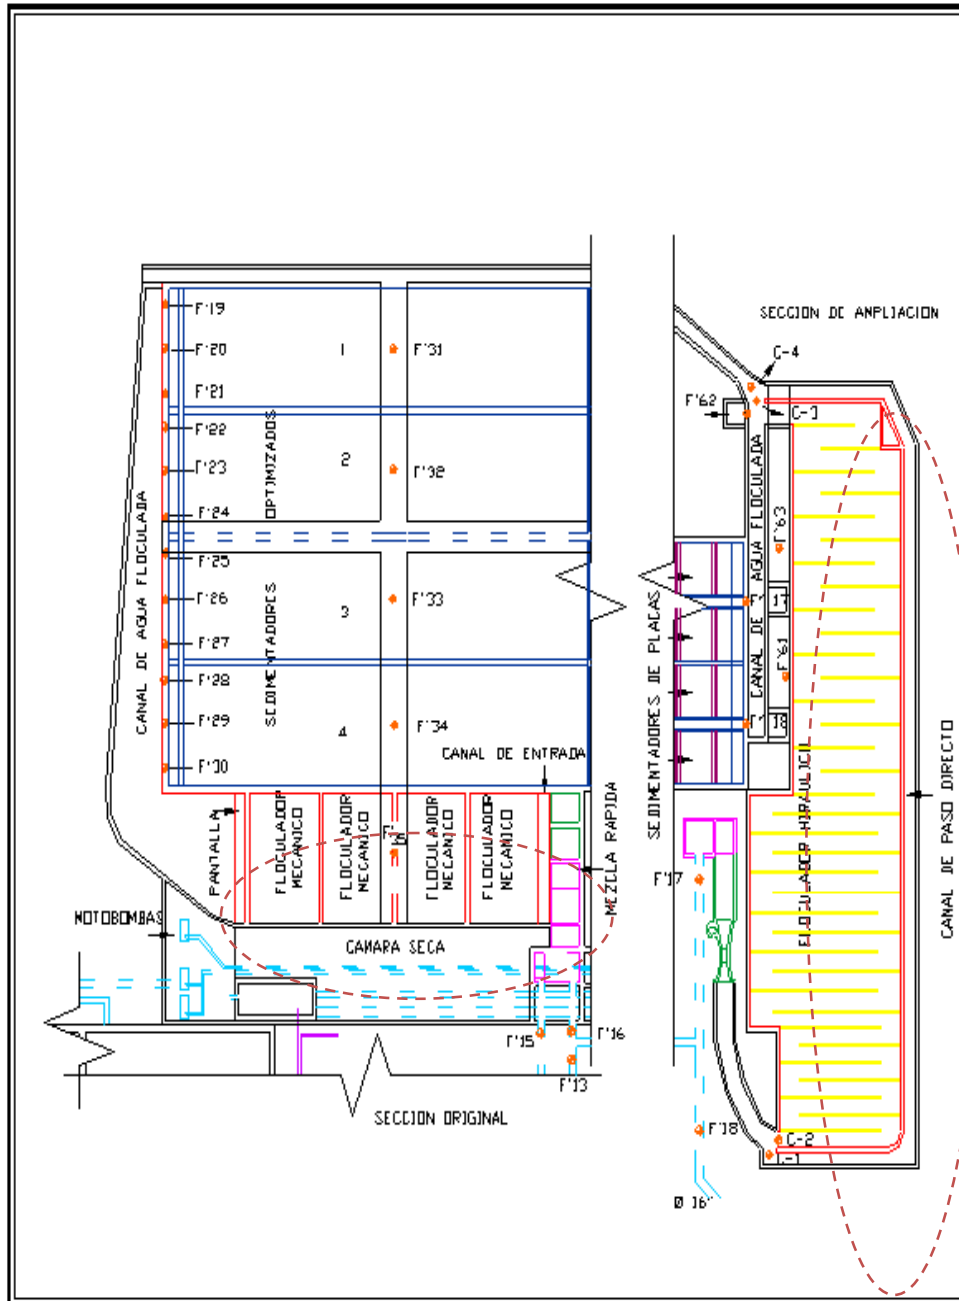 SECCION DE AMPLIACION
C-4
F'62
F'19
F'20
1
F'31
F'21
F'22
2
F'23
F'32
F'24
F'25
F'26
3
F'33
F'27
F'28
F'29
4
F'34
F'30
CANAL DE AGUA FLOCULADA
SEDIMENTADORES OPTIMIZADOS
CANAL DE ENTRADA
PANTALLA
FLOCULADOR
MECANICO
FLOCULADOR
MECANICO
FLOCULADOR
MECANICO
FLOCULADOR
MECANICO
MEZCLA RAPIDA
MOTOBOMBAS
CAMARA SECA
F'15
F'16
F'13
SECCION ORIGINAL
SEDIMENTADORES DE PLACAS
CANAL DE AGUA FLOCULADA
F'63
F'61
FLOCULADOR HIDRAULICO
CANAL DE PASO DIRECTO
F'17
F'18
C-2
C-1
Ø 16"